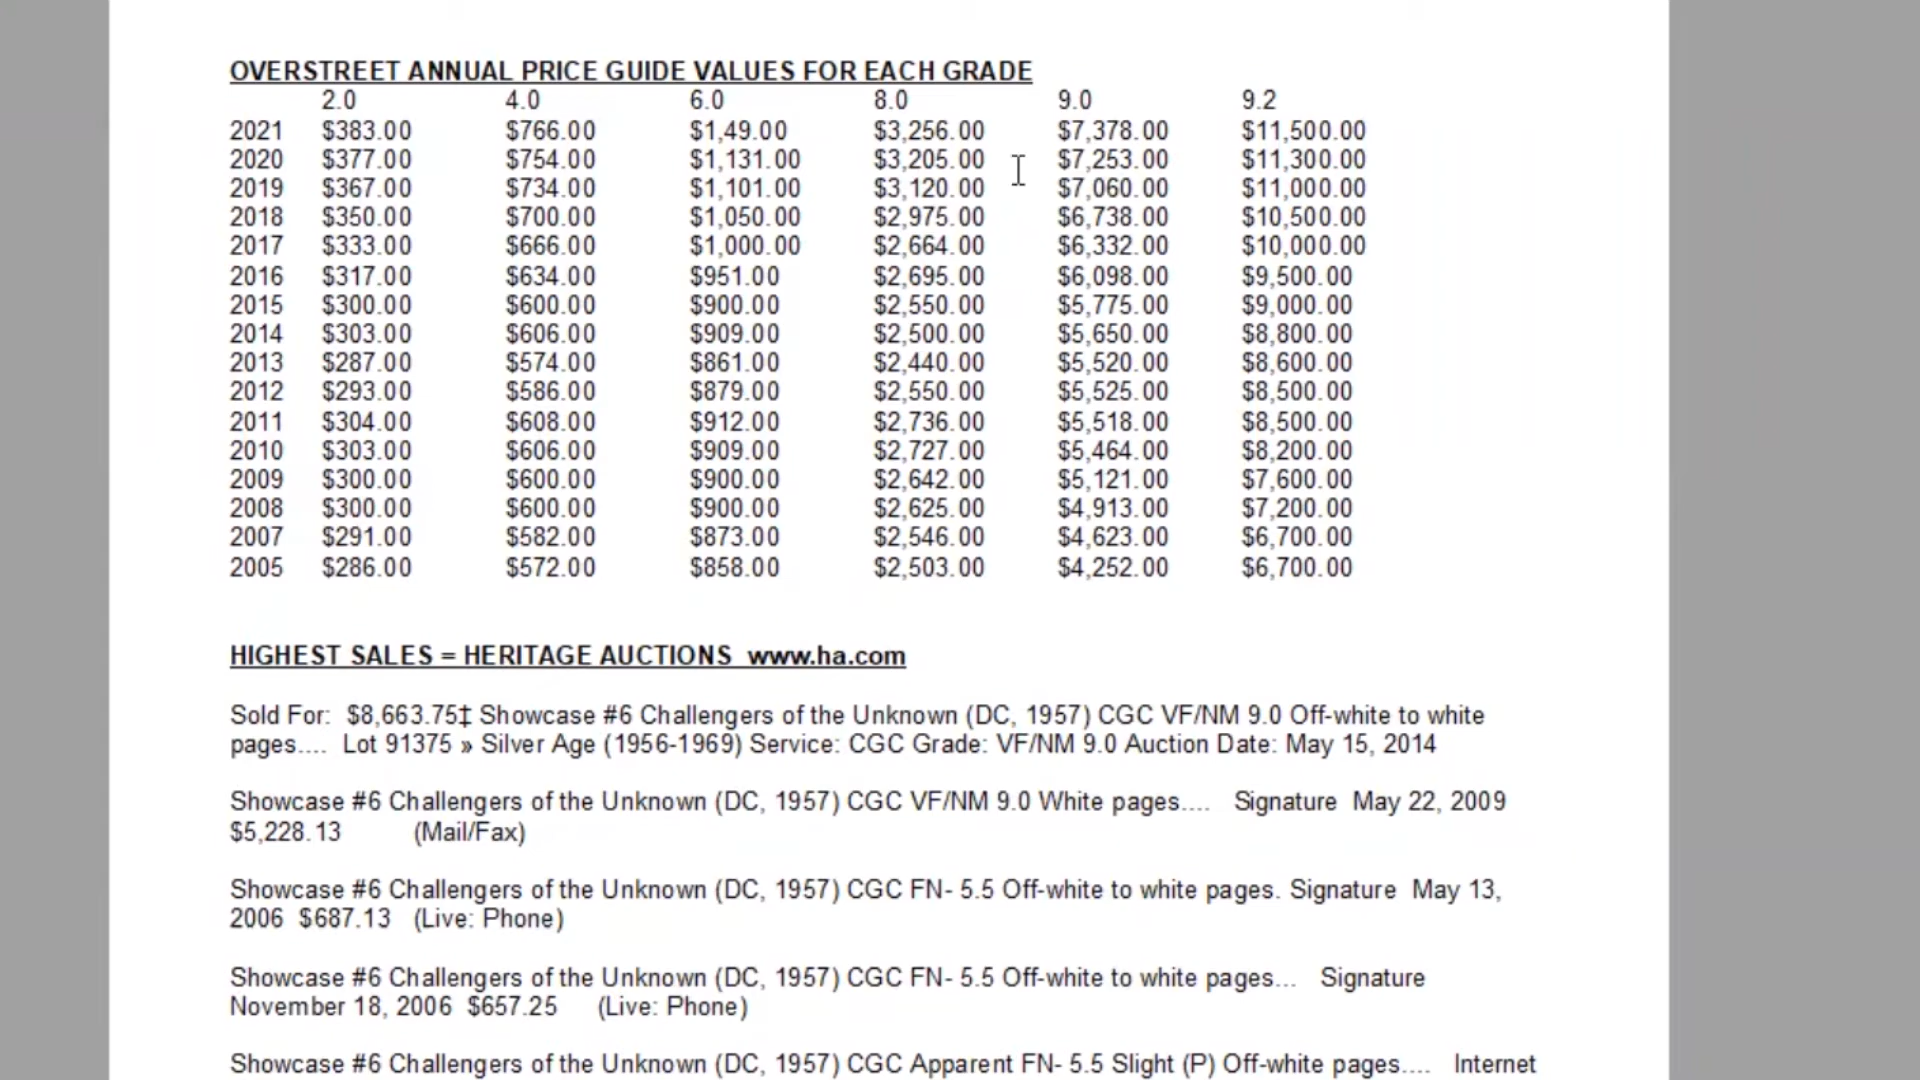 OVERSTREET ANNUAL PRICE GUIDE VALUES FOR EACH GRADE
2.0 4.0 6.0 8.0 9.0 9.2
2021 $383.00 $766.00 $1,49.00 $3,256.00 $7,378.00 $11,500.00
2020 $377.00 $754.00 $1,131.00 $3,205.00 $7,253.00 $11,300.00
2019 $367.00 $734.00 $1,101.00 $3,120.00 $7,060.00 $11,000.00
2018 $350.00 $700.00 $1,050.00 $2,975.00 $6,738.00 $10,500.00
2017 $333.00 $666.00 $1,000.00 $2,664.00 $6,332.00 $10,000.00
2016 $317.00 $634.00 $951.00 $2,695.00 $6,098.00 $9,500.00
2015 $300.00 $600.00 $900.00 $2,550.00 $5,775.00 $9,000.00
2014 $303.00 $606.00 $909.00 $2,500.00 $5,650.00 $8,800.00
2013 $287.00 $574.00 $861.00 $2,440.00 $5,520.00 $8,600.00
2012 $293.00 $586.00 $879.00 $2,550.00 $5,525.00 $8,500.00
2011 $304.00 $608.00 $912.00 $2,736.00 $5,518.00 $8,500.00
2010 $303.00 $606.00 $909.00 $2,727.00 $5,464.00 $8,200.00
2009 $300.00 $600.00 $900.00 $2,642.00 $5,121.00 $7,600.00
2008 $300.00 $600.00 $900.00 $2,625.00 $4,913.00 $7,200.00
2007 $291.00 $582.00 $873.00 $2,546.00 $4,623.00 $6,700.00
2005 $286.00 $572.00 $858.00 $2,503.00 $4,252.00 $6,700.00
HIGHEST SALES = HERITAGE AUCTIONS www.ha.com
Sold For: $8,663.75‡ Showcase #6 Challengers of the Unknown (DC, 1957) CGC VF/NM 9.0 Off-white to white
pages.... Lot 91375 » Silver Age (1956-1969) Service: CGC Grade: VF/NM 9.0 Auction Date: May 15, 2014
Showcase #6 Challengers of the Unknown (DC, 1957) CGC VF/NM 9.0 White pages.... Signature May 22, 2009
$5,228.13 (Mail/Fax)
Showcase #6 Challengers of the Unknown (DC, 1957) CGC FN- 5.5 Off-white to white pages. Signature May 13,
2006 $687.13 (Live: Phone)
Showcase #6 Challengers of the Unknown (DC, 1957) CGC FN- 5.5 Off-white to white pages... Signature
November 18, 2006 $657.25 (Live: Phone)
Showcase #6 Challengers of the Unknown (DC, 1957) CGC Apparent FN- 5.5 Slight (P) Off-white pages.... Internet